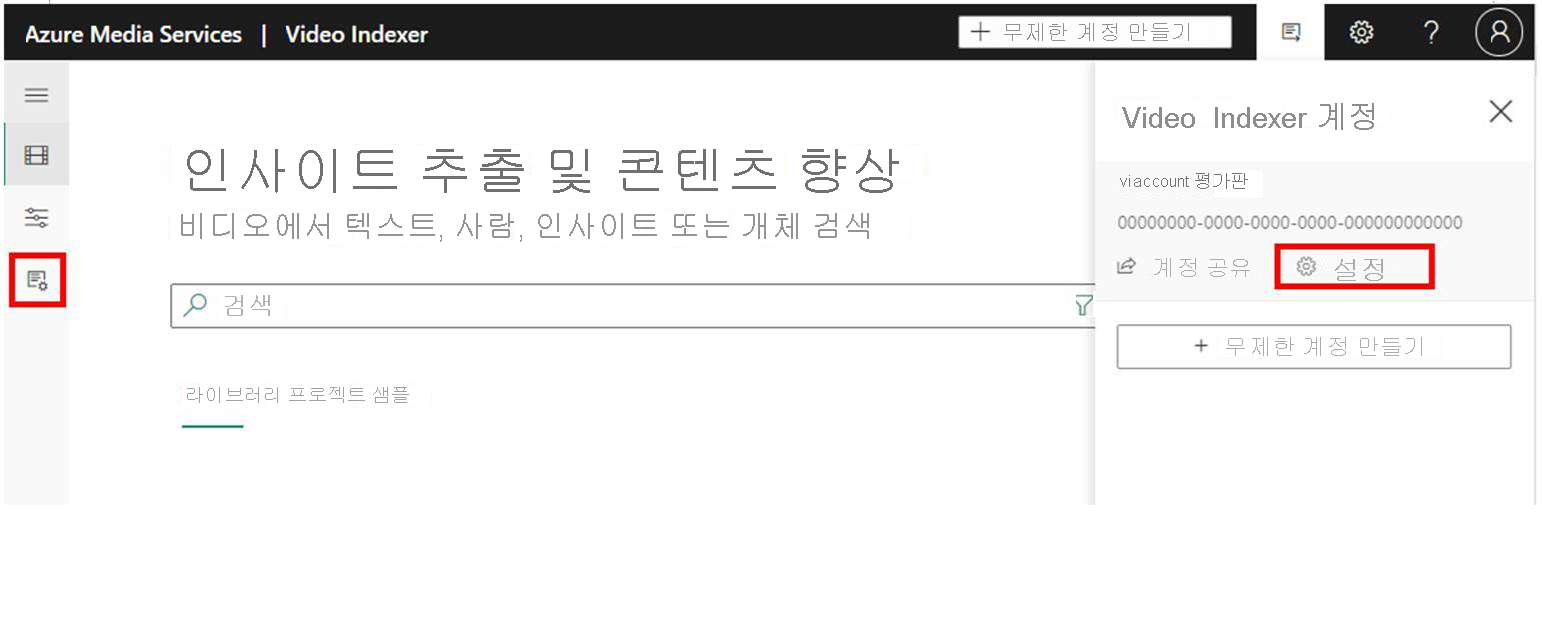 Azure Media Services | Video Indexer
+ 무제한 계정 만들기
?
Video Indexer 계정
인사이트 추출 및 콘텐츠 향상
viaccount 평가판
비디오에서 텍스트, 사람, 인사이트 또는 개체 검색
00000000-0000-0000-0000-000000000000
계정 공유
설정
검색
+ 무제한 계정 만들기
라이브러리 프로젝트 샘플